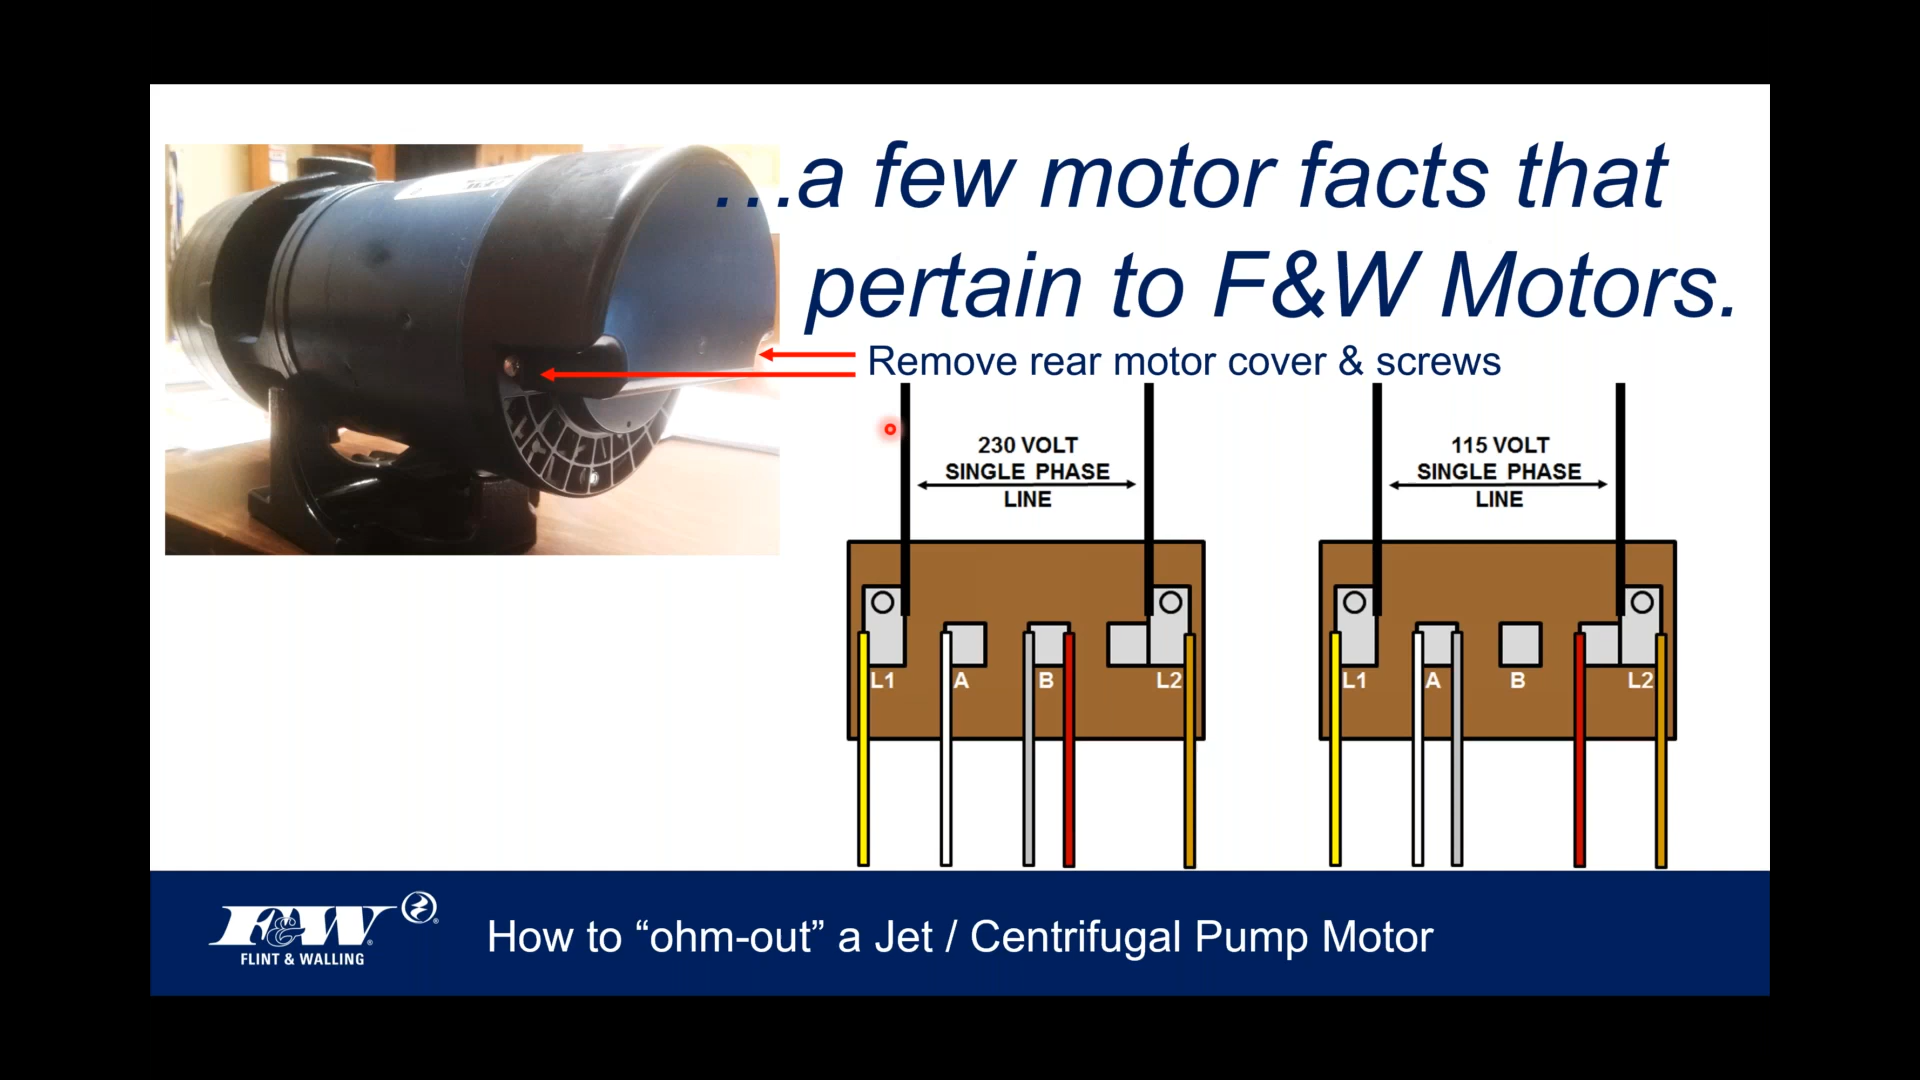 …a few motor facts that
pertain to F&W Motors.
Remove rear motor cover & screws
230 VOLT
SINGLE PHASE
LINE
115 VOLT
SINGLE PHASE
LINE
L1 A B L2
L1 A B L2
F&W®
FLINT & WALLING
How to “ohm-out” a Jet / Centrifugal Pump Motor